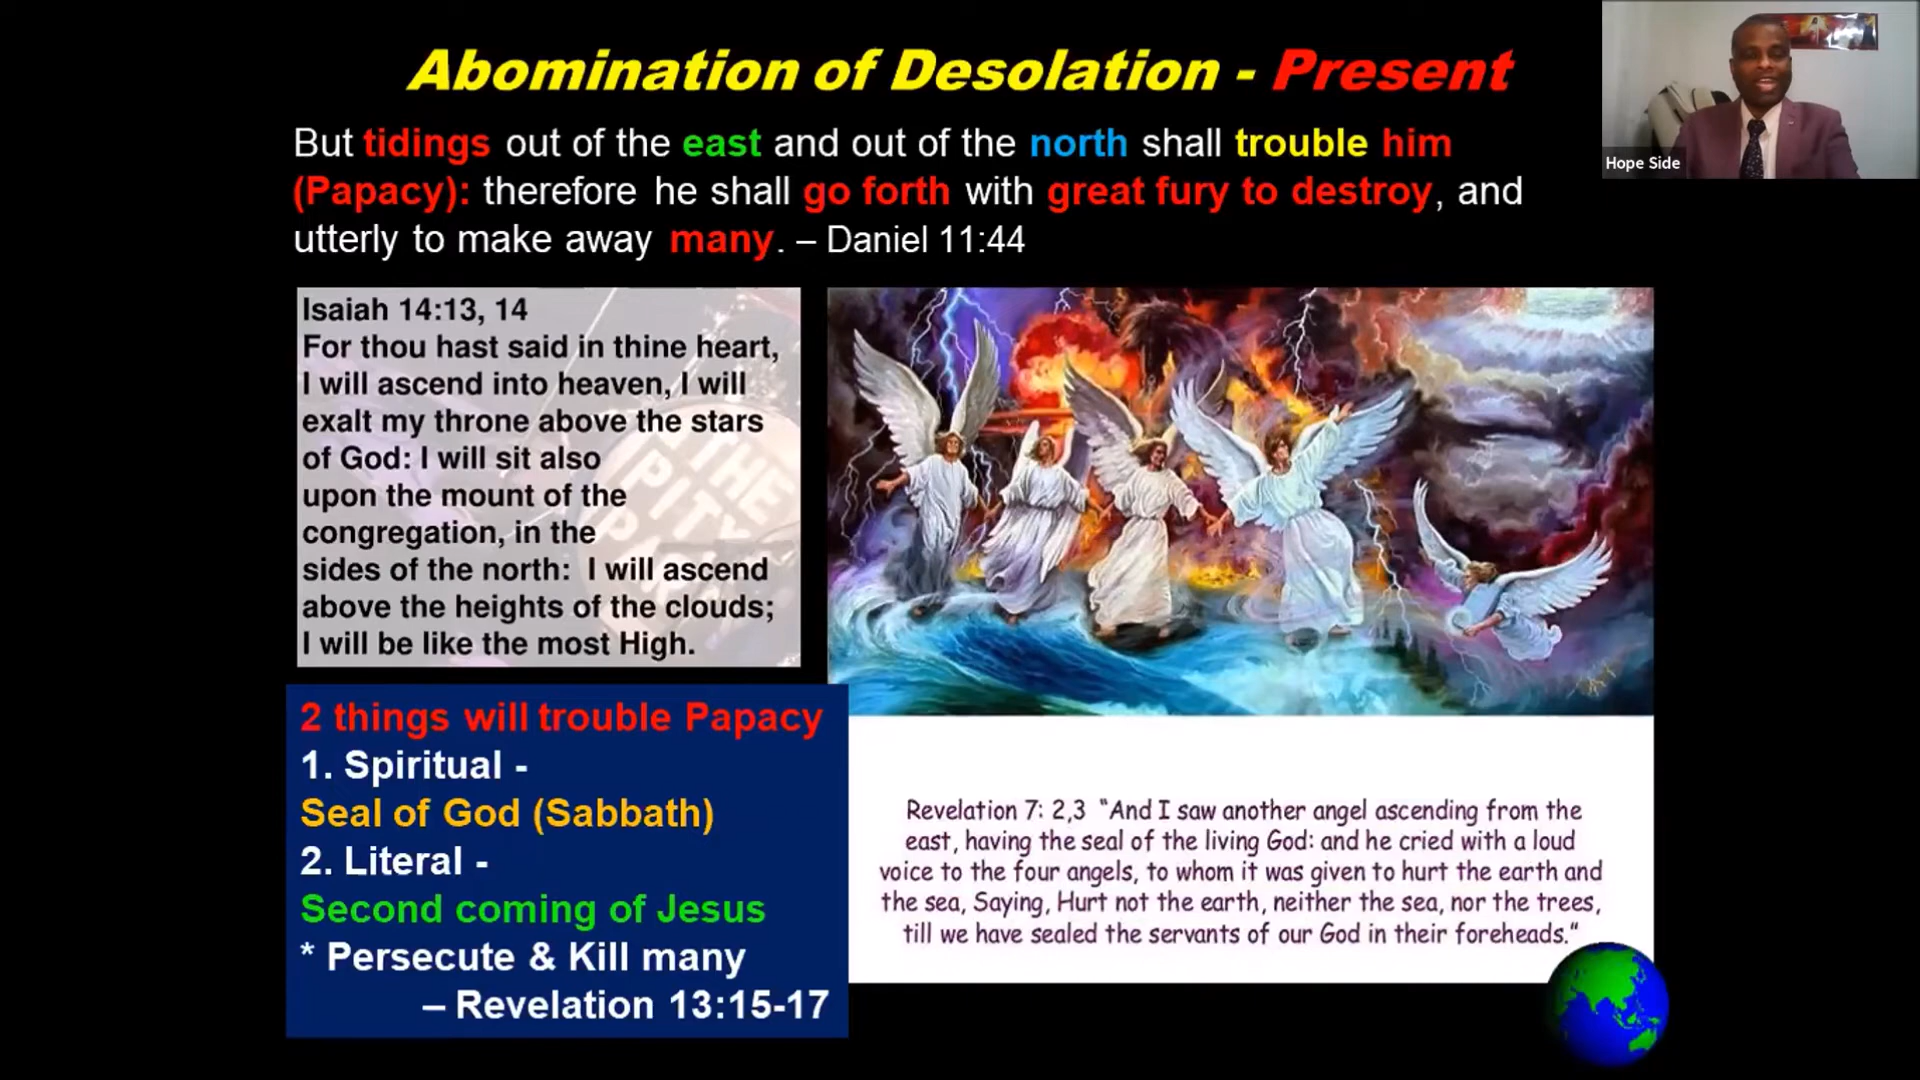 Abomination of Desolation - Present
Hope Side
But tidings out of the east and out of the north shall trouble him
(Papacy): therefore he shall go forth with great fury to destroy, and
utterly to make away many. – Daniel 11:44
Isaiah 14:13, 14
For thou hast said in thine heart,
I will ascend into heaven, I will
exalt my throne above the stars
of God: I will sit also
upon the mount of the
congregation, in the
sides of the north: I will ascend
above the heights of the clouds;
I will be like the most High.
2 things will trouble Papacy
1. Spiritual -
Seal of God (Sabbath)
2. Literal -
Second coming of Jesus
* Persecute & Kill many
– Revelation 13:15-17
Revelation 7: 2,3 “And I saw another angel ascending from the
east, having the seal of the living God: and he cried with a loud
voice to the four angels, to whom it was given to hurt the earth and
the sea, Saying, Hurt not the earth, neither the sea, nor the trees,
till we have sealed the servants of our God in their foreheads.”